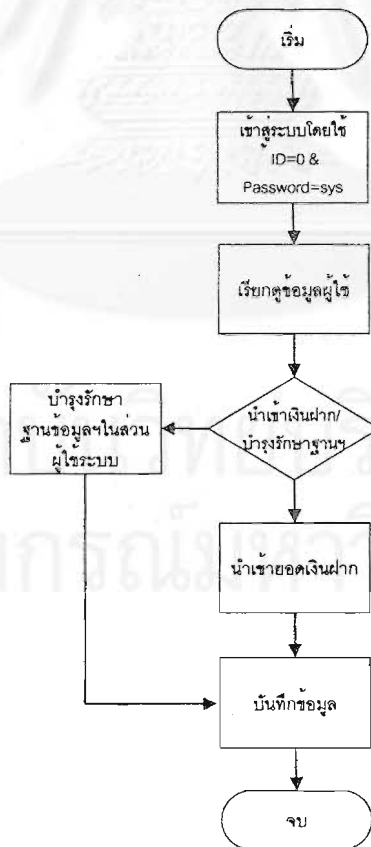 เริ่ม
เข้าสู่ระบบโดยใช้
ID=0 &
Password=sys
เรียกดูข้อมูลผู้ใช้
นำเข้าเงินฝาก/
บำรุงรักษาฐานฯ
บำรุงรักษา
ฐานข้อมูลฯในส่วน
ผู้ใช้ระบบ
นำเข้ายอดเงินฝาก
บันทึกข้อมูล
จบ